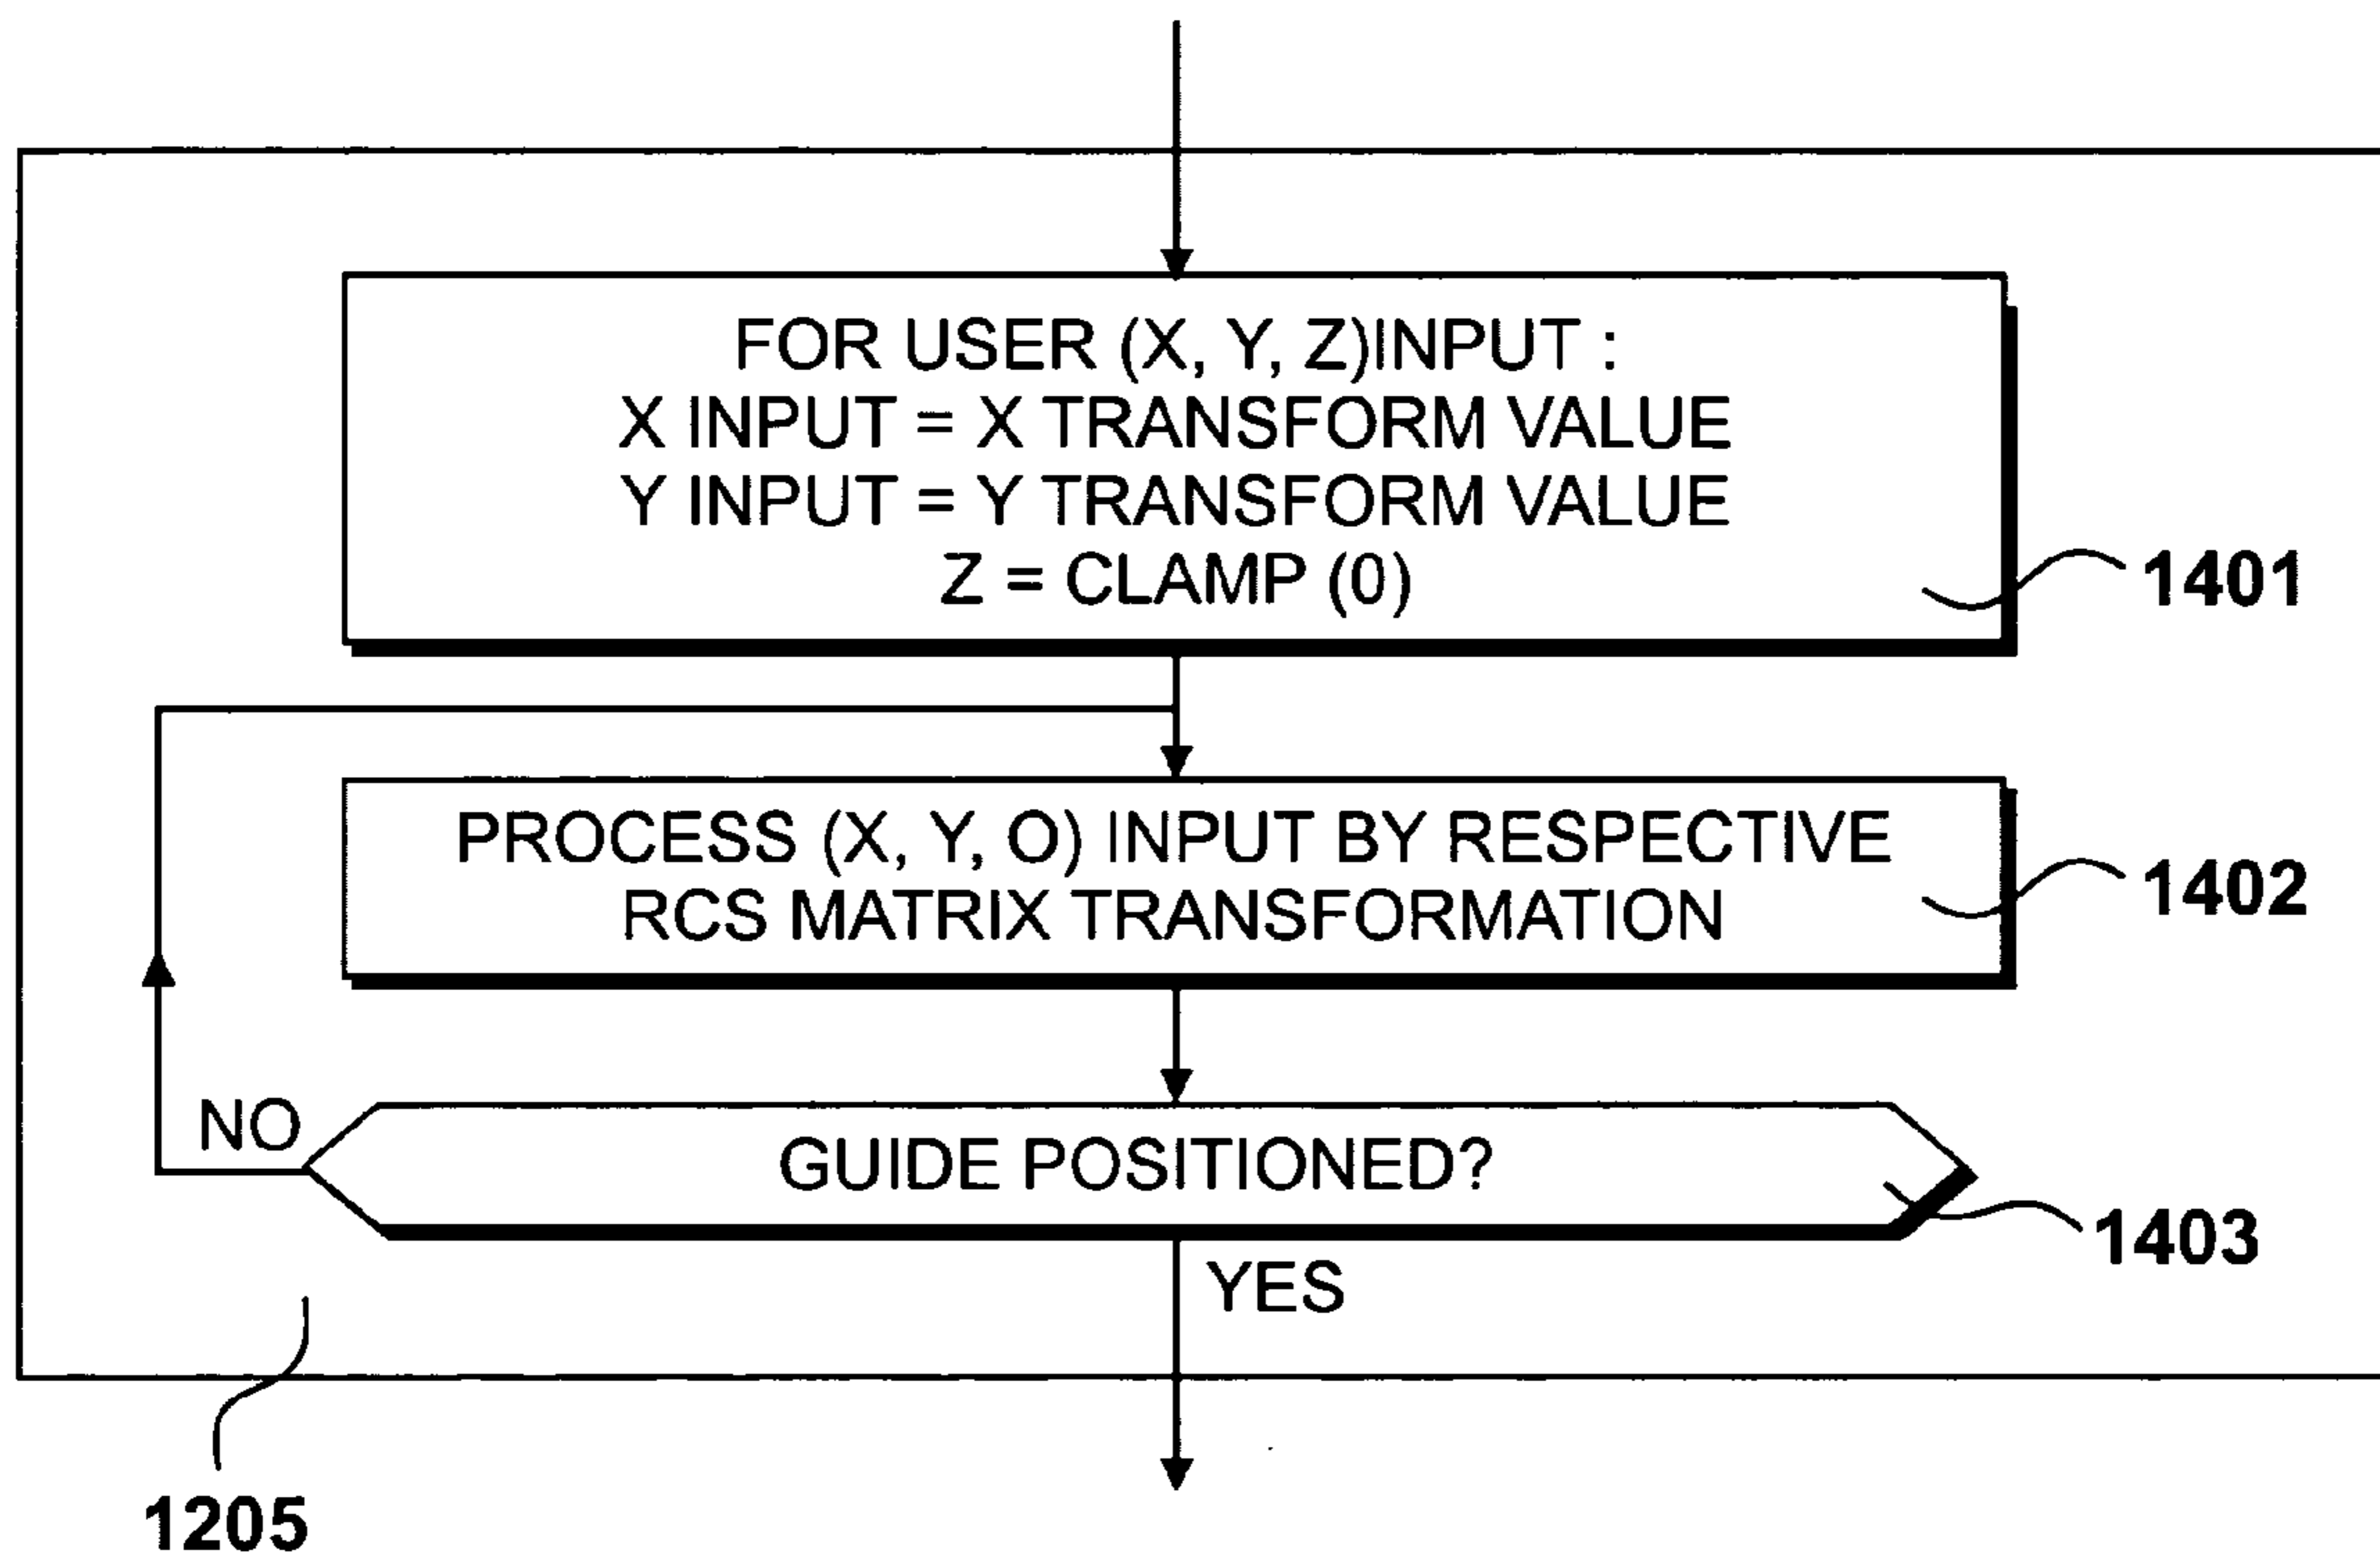 FOR USER (X, Y, Z)INPUT :
X INPUT = X TRANSFORM VALUE
Y INPUT = Y TRANSFORM VALUE
Z = CLAMP (0)
1401
PROCESS (X, Y, O) INPUT BY RESPECTIVE
RCS MATRIX TRANSFORMATION
1402
NO
GUIDE POSITIONED?
1403
YES
1205